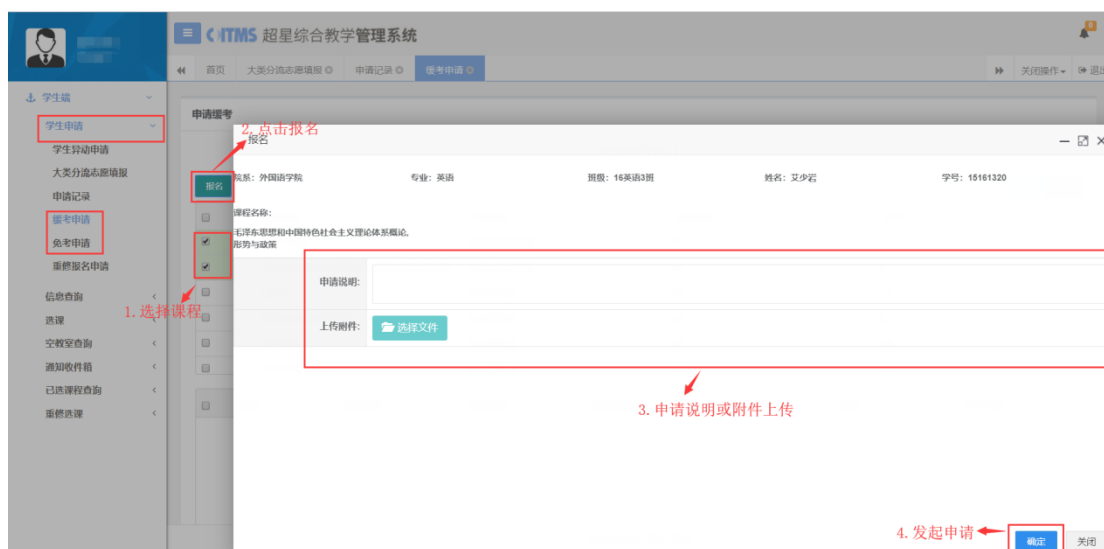 CHTMS 超星综合教学管理系统
首页 大类分流志愿填报 申请记录 缓考申请 关闭操作 退出
学生端
学生申请
学生异动申请
大类分流志愿填报
申请记录
缓考申请
免考申请
重修报名申请
信息查询
选课
空教室查询
通知收件箱
已选课程查询
重修选课
申请缓考
2. 点击报名
报名
报名
院系: 外国语学院 专业: 英语 班级: 16英语3班 姓名: 艾少岩 学号: 15161320
课程名称:
毛泽东思想和中国特色社会主义理论体系概论,
形势与政策
申请说明:
1. 选择课程
上传附件: 选择文件
3. 申请说明或附件上传
4. 发起申请
确定 关闭